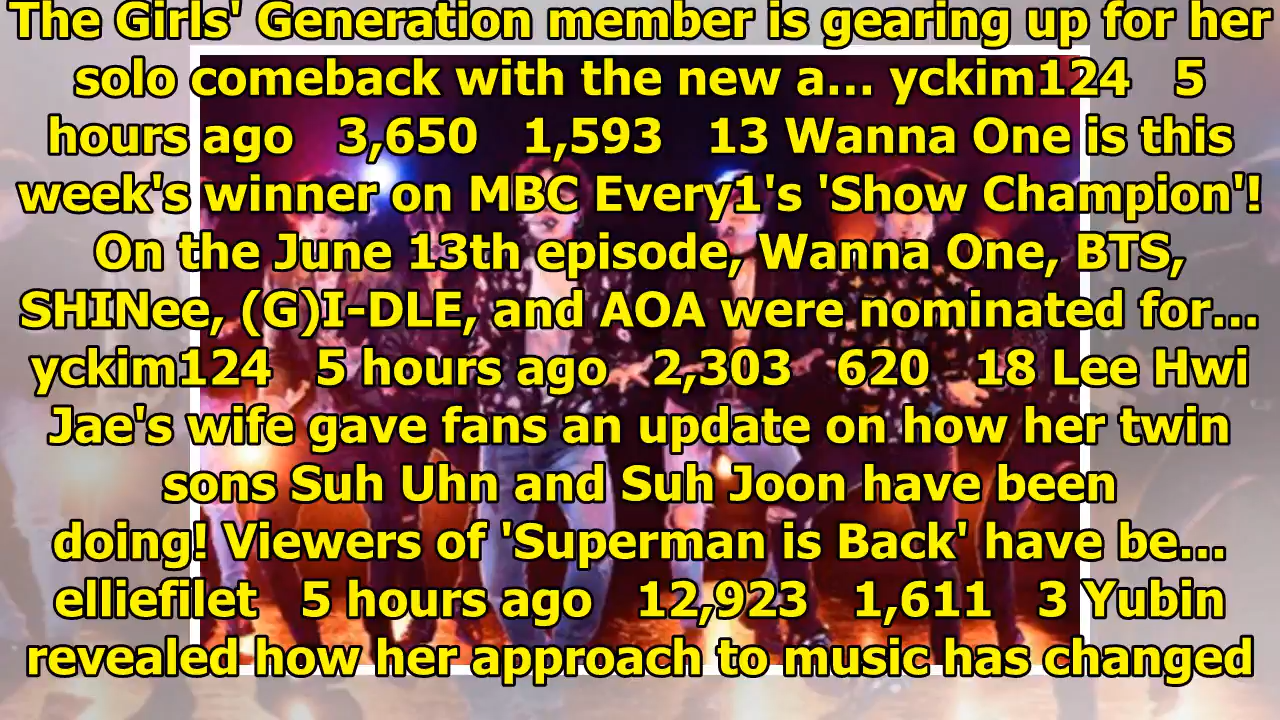 The Girls' Generation member is gearing up for her
solo comeback with the new a... yckim124 5
hours ago 3,650 1,593 13 Wanna One is this
week's winner on MBC Every1's 'Show Champion'!
On the June 13th episode, Wanna One, BTS,
SHINee, (G)I-DLE, and AOA were nominated for...
yckim124 5 hours ago 2,303 620 18 Lee Hwi
Jae's wife gave fans an update on how her twin
sons Suh Uhn and Suh Joon have been
doing! Viewers of 'Superman is Back' have be...
elliefilet 5 hours ago 12,923 1,611 3 Yubin
revealed how her approach to music has changed